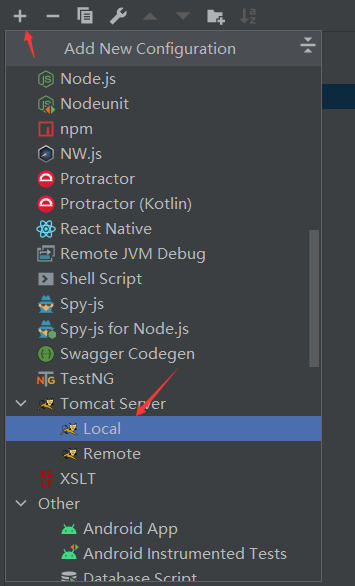 Add New Configuration
Node.js
Nodeunit
npm
NW.js
Protractor
Protractor (Kotlin)
React Native
Remote JVM Debug
Shell Script
Spy-js
Spy-js for Node.js
Swagger Codegen
TestNG
Tomcat Server
Local
Remote
XSLT
Other
Android App
Android Instrumented Tests
Database Script